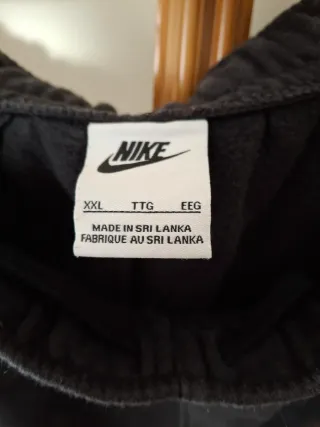 NIKE
XXL TTG EEG
MADE IN SRI LANKA
FABRIQUE AU SRI LANKA